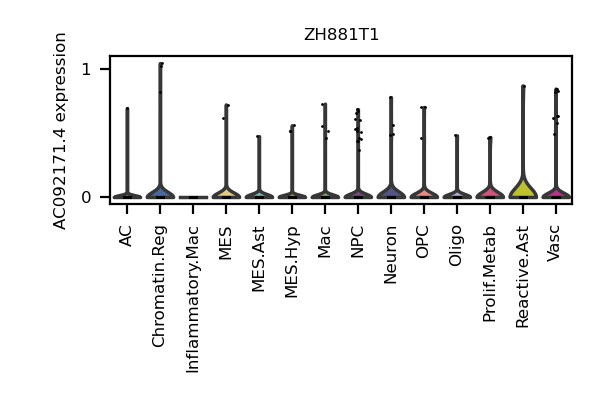 ZH881T1
AC092171.4 expression
1
0
AC
Chromatin.Reg
Inflammatory.Mac
MES
MES.Ast
MES.Hyp
Mac
NPC
Neuron
OPC
Oligo
Prolif.Metab
Reactive.Ast
Vasc